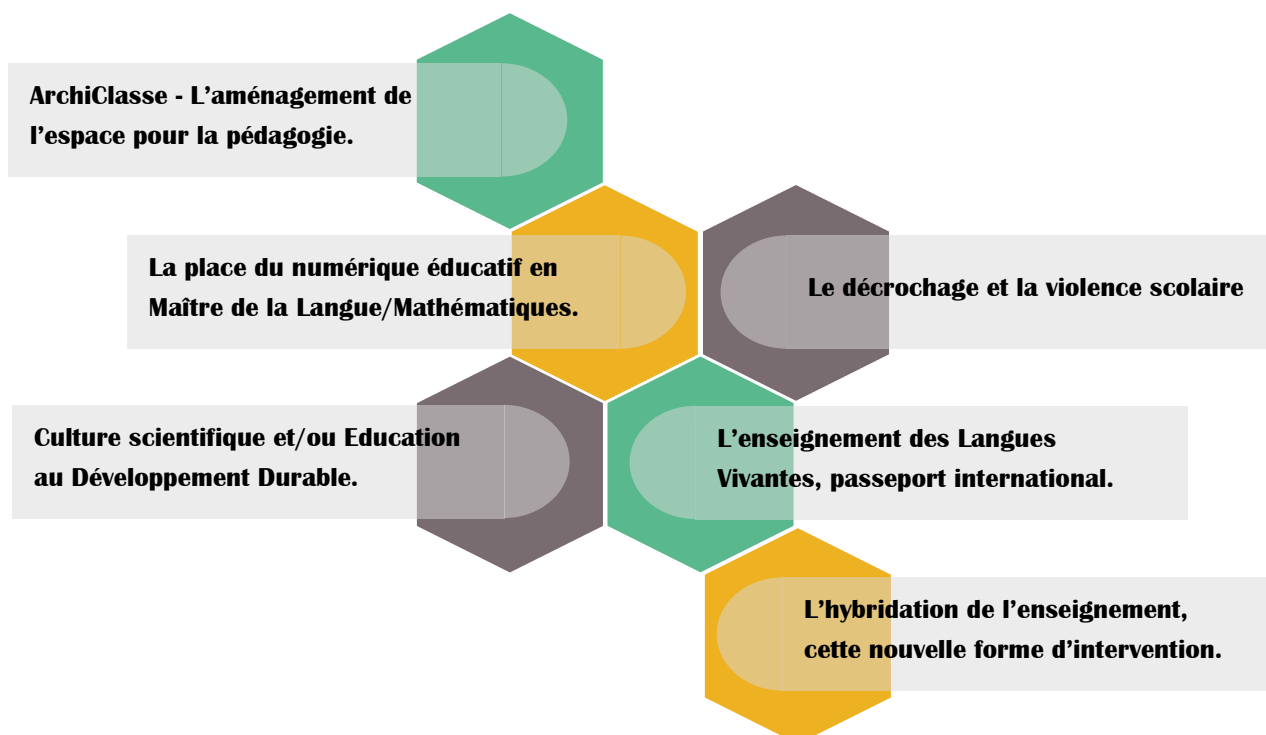 ArchiClasse - L'aménagement de
l'espace pour la pédagogie.
La place du numérique éducatif en
Maître de la Langue/Mathématiques.
Le décrochage et la violence scolaire
Culture scientifique et/ou Education
au Développement Durable.
L'enseignement des Langues
Vivantes, passeport international.
L'hybridation de l'enseignement,
cette nouvelle forme d'intervention.